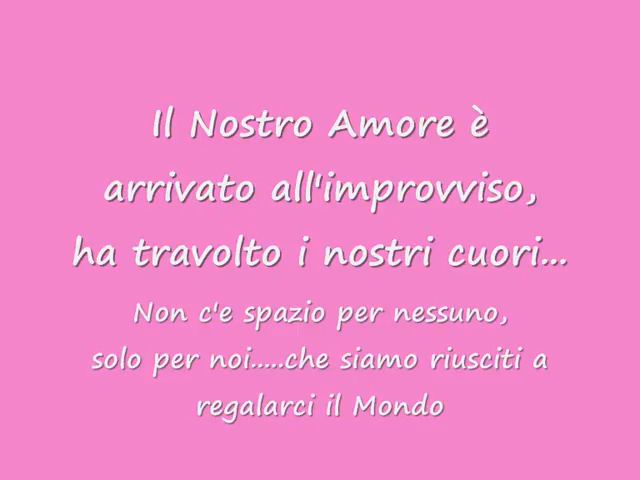 Il Nostro Amore è
arrivato all'improvviso,
ha travolto i nostri cuori...
Non c'e spazio per nessuno,
solo per noi.....che siamo riusciti a
regalarci il Mondo